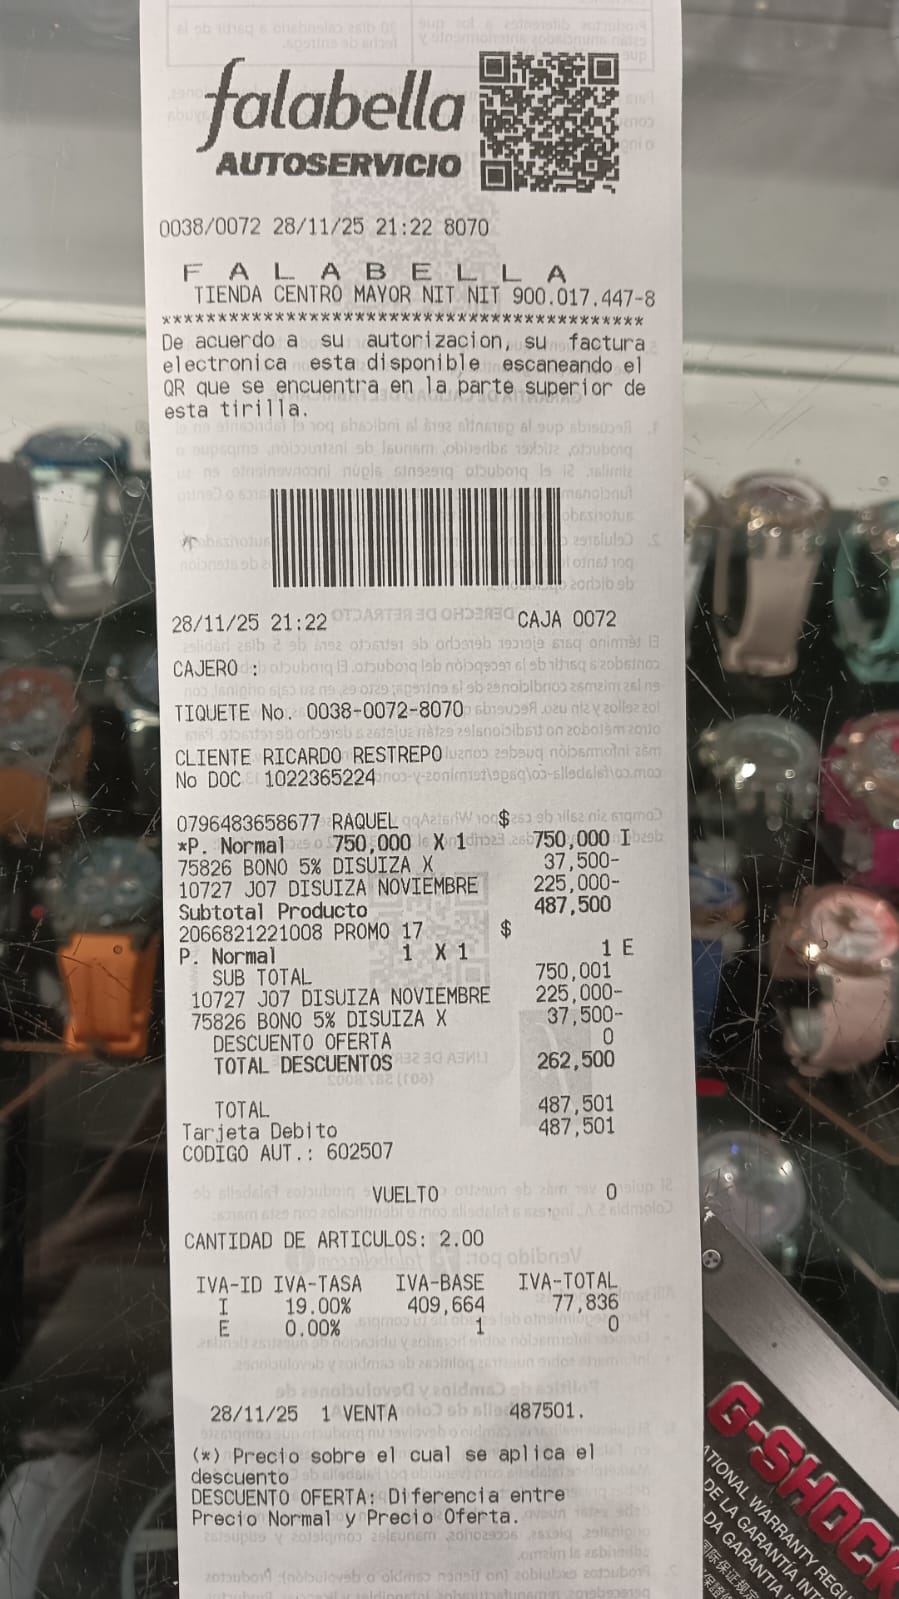 falabella
AUTOSERVICIO
0038/0072 28/11/25 21:22 8070
F A L A B E L L A
TIENDA CENTRO MAYOR NIT NIT 900.017.447-8
*******************************************
De acuerdo a su autorizacion, su factura
electronica esta disponible escaneando el
QR que se encuentra en la parte superior de
esta tirilla.
28/11/25 21:22 CAJA 0072
CAJERO :
TIQUETE No. 0038-0072-8070
CLIENTE RICARDO RESTREPO
No DOC 1022365224
0796483658677 RAQUEL $
*P. Normal 750,000 X 1 750,000 I
75826 BONO 5% DISUIZA X 37,500-
10727 J07 DISUIZA NOVIEMBRE 225,000-
Subtotal Producto 487,500
2066821221008 PROMO 17 $
P. Normal 1 X 1 1 E
SUB TOTAL 750,001
10727 J07 DISUIZA NOVIEMBRE 225,000-
75826 BONO 5% DISUIZA X 37,500-
DESCUENTO OFERTA 0
TOTAL DESCUENTOS 262,500
TOTAL 487,501
Tarjeta Debito 487,501
CODIGO AUT.: 602507
VUELTO 0
CANTIDAD DE ARTICULOS: 2.00
IVA-ID IVA-TASA IVA-BASE IVA-TOTAL
I 19.00% 409,664 77,836
E 0.00% 1 0
28/11/25 1 VENTA 487501.
(*) Precio sobre el cual se aplica el
descuento
DESCUENTO OFERTA: Diferencia entre
Precio Normal y Precio Oferta.
G-SHOCK
WARRANTY
DE LA GARANTIA
DA GARANTIA